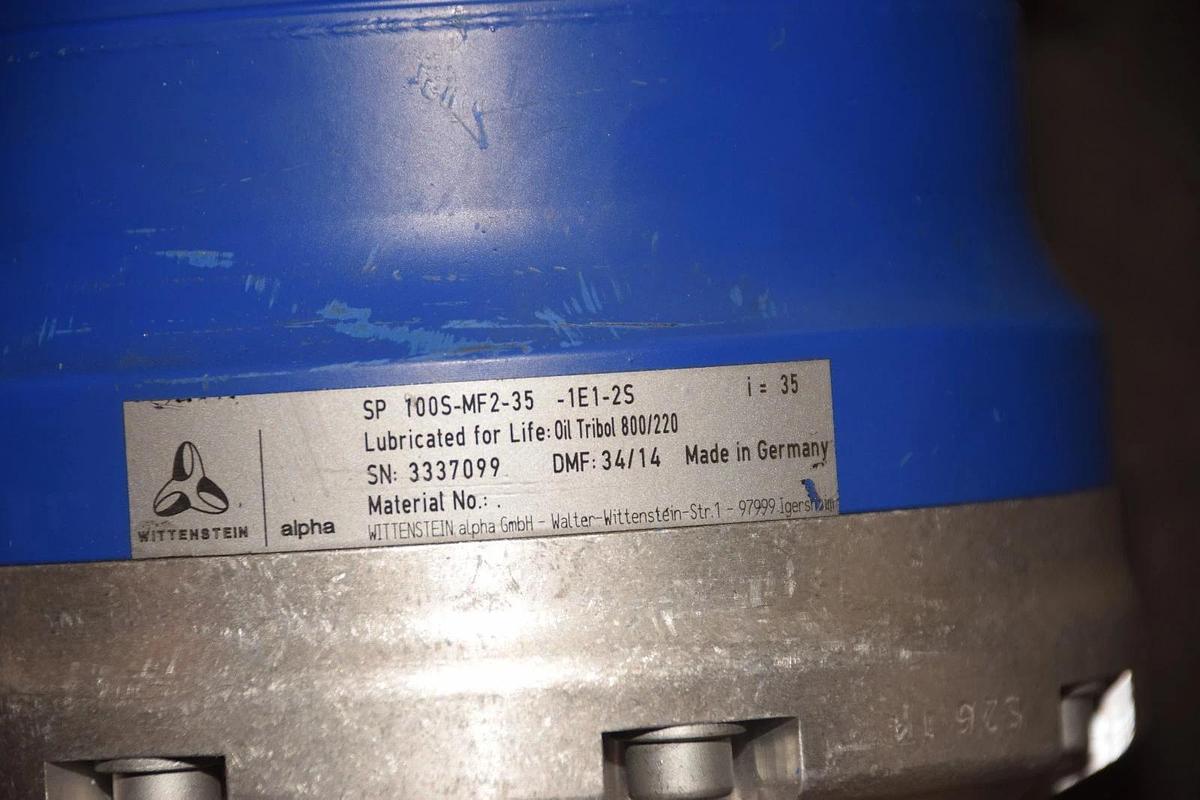 SP 100S-MF2-35 -1E1-2S i = 35
Lubricated for Life: Oil Tribol 800/220
SN: 3337099 DMF: 34/14 Made in Germany
Material No.: .
WITTENSTEIN alpha GmbH - Walter-Wittenstein-Str.1 - 97999 Igersheim
WITTENSTEIN
alpha